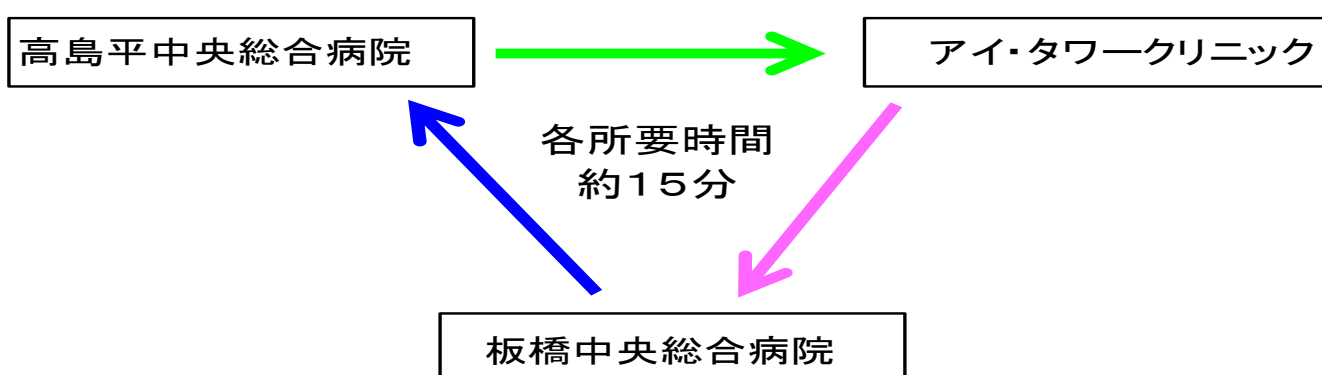 高島平中央総合病院
アイ・タワークリニック
各所要時間
約15分
板橋中央総合病院